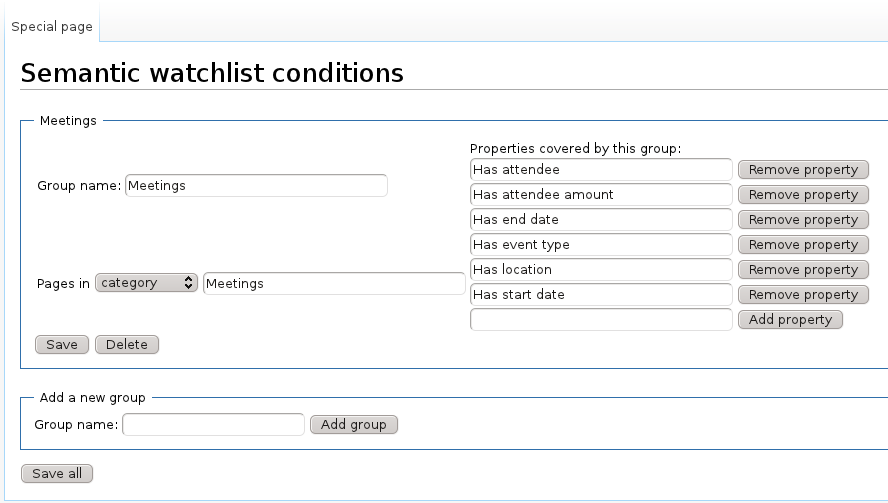 Special page
Semantic watchlist conditions
Meetings
Properties covered by this group:
Has attendee Remove property
Group name: Meetings
Has attendee amount Remove property
Has end date Remove property
Has event type Remove property
Has location Remove property
Pages in category Meetings
Has start date Remove property
Add property
Save Delete
Add a new group
Group name: Add group
Save all